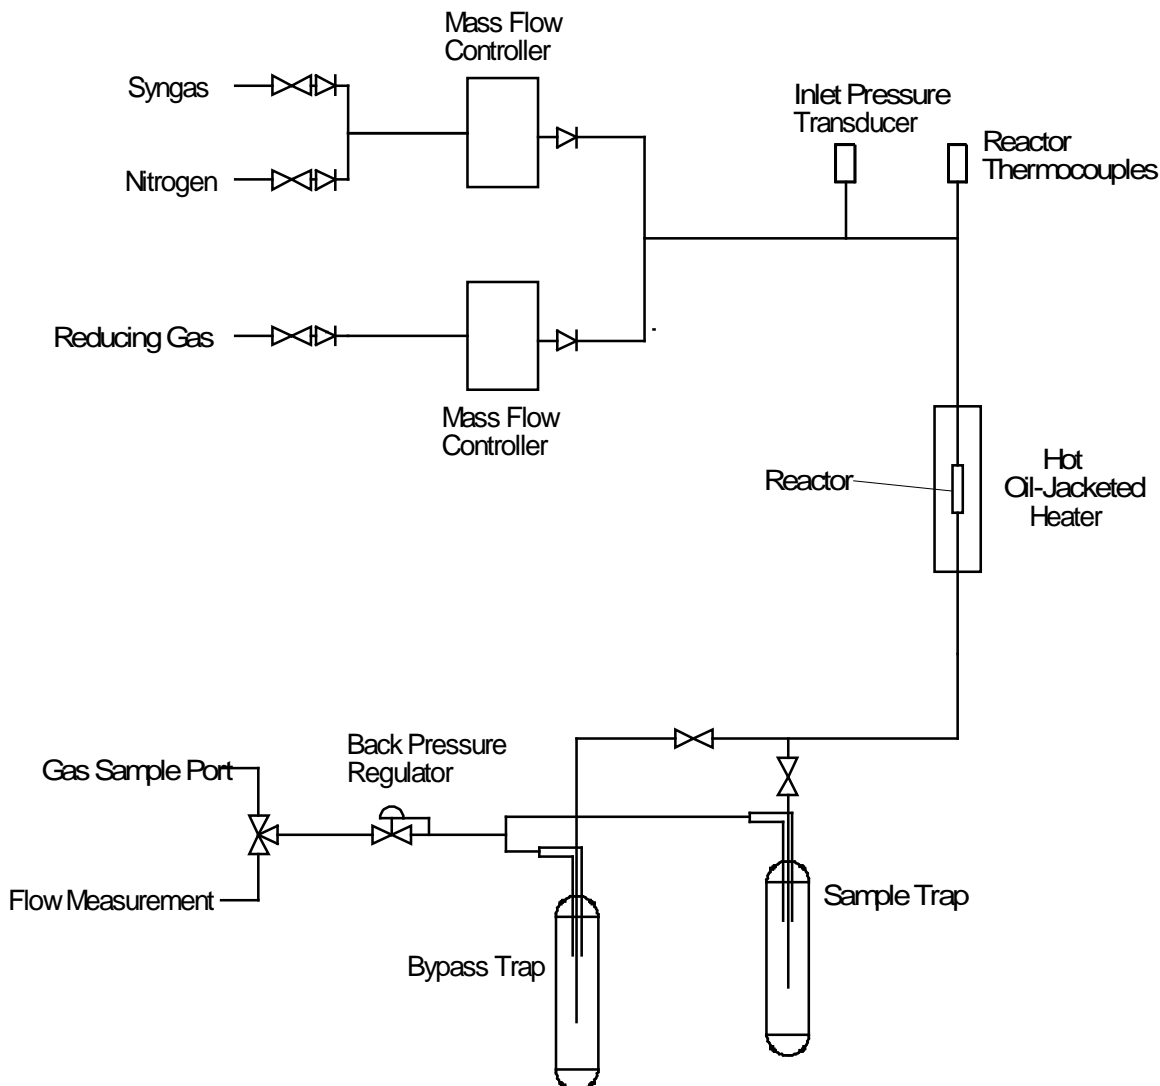 Mass Flow
Controller
Syngas
Inlet Pressure
Transducer
Reactor
Thermocouples
Nitrogen
Reducing Gas
Mass Flow
Controller
Reactor
Hot
Oil-Jacketed
Heater
Back Pressure
Regulator
Gas Sample Port
Flow Measurement
Sample Trap
Bypass Trap